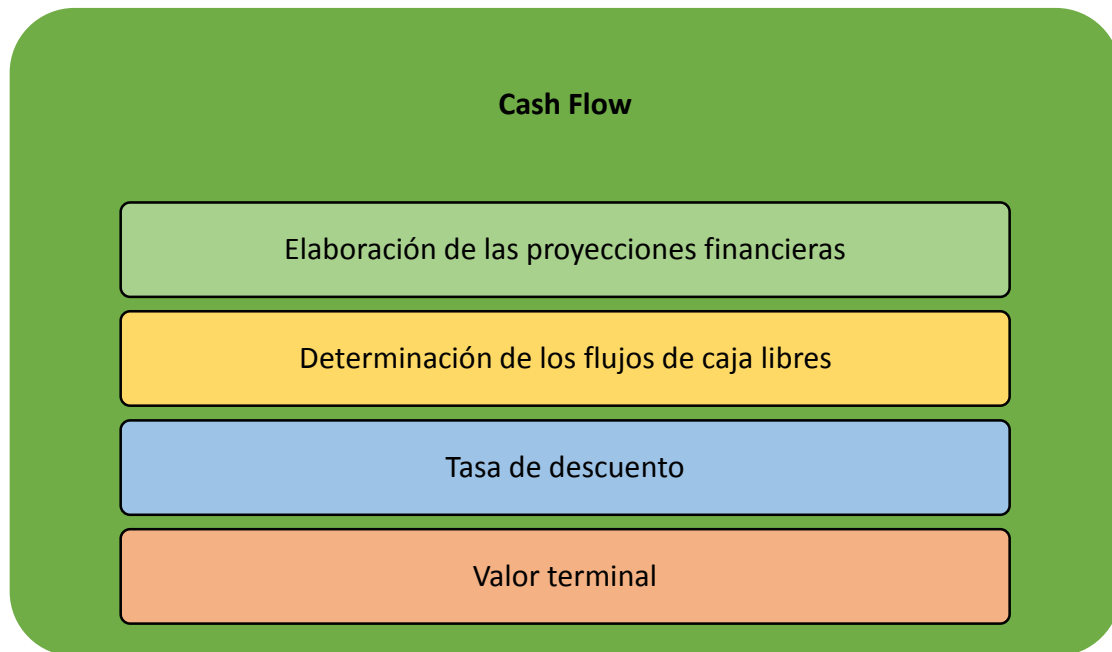 Cash Flow
Elaboración de las proyecciones financieras
Determinación de los flujos de caja libres
Tasa de descuento
Valor terminal